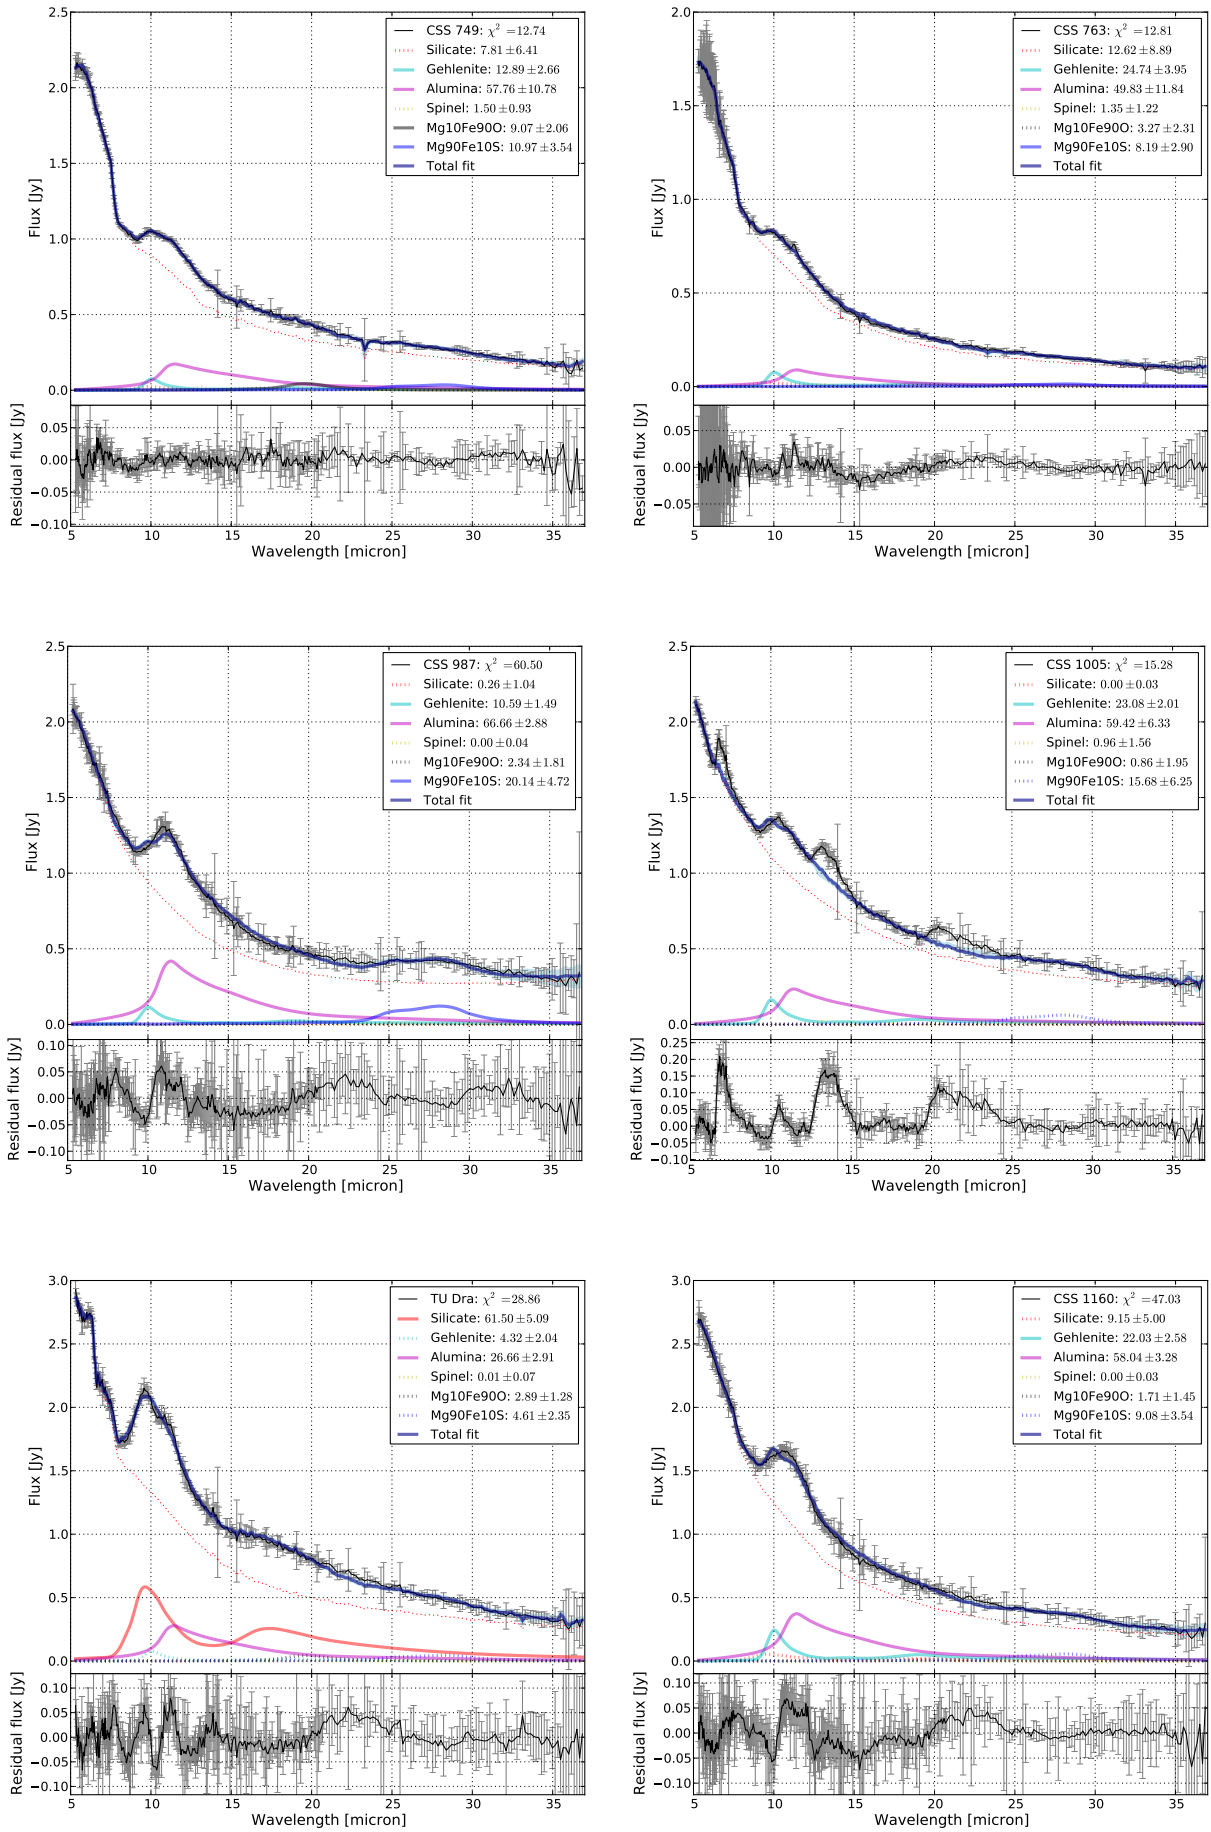 2.5
2.0
1.5
1.0
0.5
0.0
Flux [Jy]
CSS 749: χ² =12.74
Silicate: 7.81±6.41
Gehlenite: 12.89±2.66
Alumina: 57.76±10.78
Spinel: 1.50±0.93
Mg10Fe90O: 9.07±2.06
Mg90Fe10S: 10.97±3.54
Total fit
0.05
0.00
−0.05
−0.10
Residual flux [Jy]
5 10 15 20 25 30 35
Wavelength [micron]
2.0
1.5
1.0
0.5
0.0
Flux [Jy]
CSS 763: χ² =12.81
Silicate: 12.62±8.89
Gehlenite: 24.74±3.95
Alumina: 49.83±11.84
Spinel: 1.35±1.22
Mg10Fe90O: 3.27±2.31
Mg90Fe10S: 8.19±2.90
Total fit
0.05
0.00
−0.05
Residual flux [Jy]
5 10 15 20 25 30 35
Wavelength [micron]
2.5
2.0
1.5
1.0
0.5
0.0
Flux [Jy]
CSS 987: χ² =60.50
Silicate: 0.26±1.04
Gehlenite: 10.59±1.49
Alumina: 66.66±2.88
Spinel: 0.00±0.04
Mg10Fe90O: 2.34±1.81
Mg90Fe10S: 20.14±4.72
Total fit
0.10
0.05
0.00
−0.05
−0.10
Residual flux [Jy]
5 10 15 20 25 30 35
Wavelength [micron]
2.5
2.0
1.5
1.0
0.5
0.0
Flux [Jy]
CSS 1005: χ² =15.28
Silicate: 0.00±0.03
Gehlenite: 23.08±2.01
Alumina: 59.42±6.33
Spinel: 0.96±1.56
Mg10Fe90O: 0.86±1.95
Mg90Fe10S: 15.68±6.25
Total fit
0.25
0.20
0.15
0.10
0.05
0.00
−0.05
−0.10
Residual flux [Jy]
5 10 15 20 25 30 35
Wavelength [micron]
3.0
2.5
2.0
1.5
1.0
0.5
0.0
Flux [Jy]
TU Dra: χ² =28.86
Silicate: 61.50±5.09
Gehlenite: 4.32±2.04
Alumina: 26.66±2.91
Spinel: 0.01±0.07
Mg10Fe90O: 2.89±1.28
Mg90Fe10S: 4.61±2.35
Total fit
0.10
0.05
0.00
−0.05
−0.10
Residual flux [Jy]
5 10 15 20 25 30 35
Wavelength [micron]
3.0
2.5
2.0
1.5
1.0
0.5
0.0
Flux [Jy]
CSS 1160: χ² =47.03
Silicate: 9.15±5.00
Gehlenite: 22.03±2.58
Alumina: 58.04±3.28
Spinel: 0.00±0.03
Mg10Fe90O: 1.71±1.45
Mg90Fe10S: 9.08±3.54
Total fit
0.10
0.05
0.00
−0.05
−0.10
Residual flux [Jy]
5 10 15 20 25 30 35
Wavelength [micron]